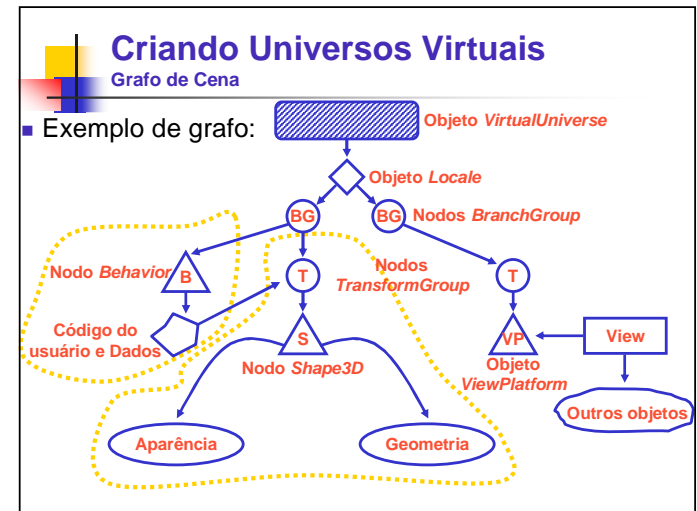 Criando Universos Virtuais
Grafo de Cena
Exemplo de grafo:
Objeto VirtualUniverse
Objeto Locale
BG
BG
Nodos BranchGroup
Nodo Behavior
B
T
Nodos
TransformGroup
T
Código do
usuário e Dados
S
Nodo Shape3D
VP
Objeto
ViewPlatform
View
Outros objetos
Aparência
Geometria